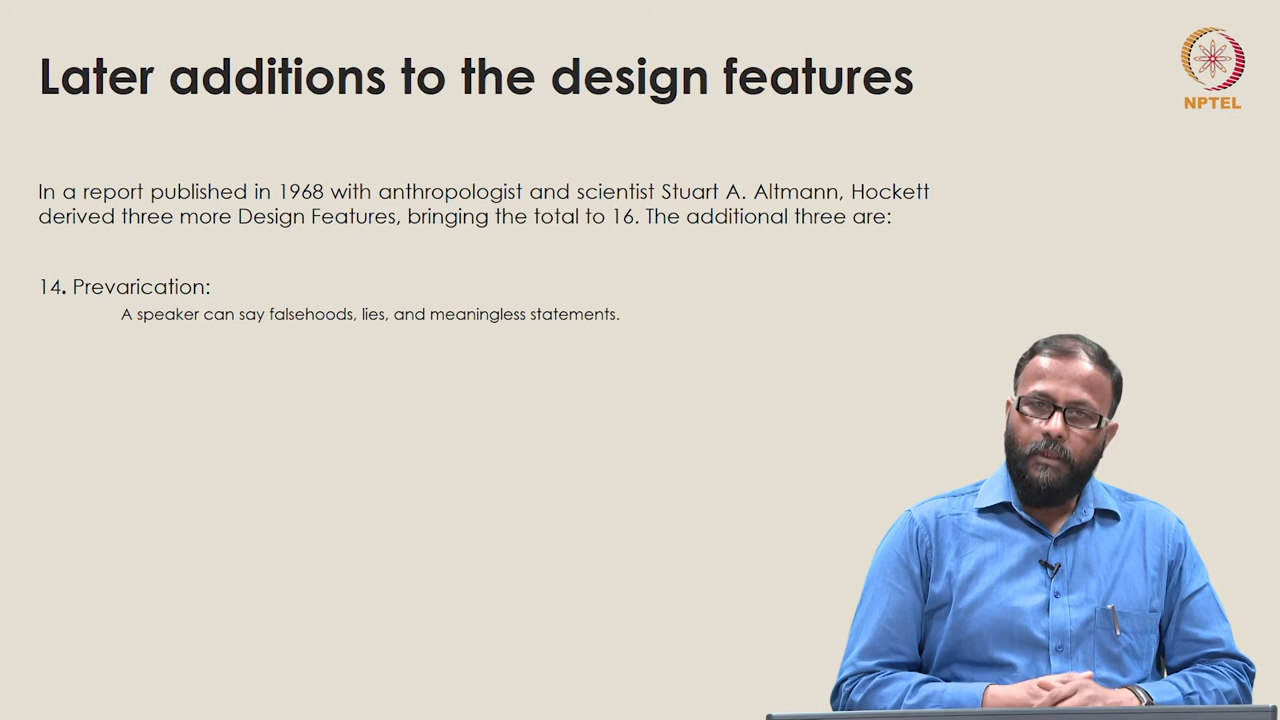 Later additions to the design features
NPTEL
In a report published in 1968 with anthropologist and scientist Stuart A. Altmann, Hockett
derived three more Design Features, bringing the total to 16. The additional three are:
14. Prevarication:
A speaker can say falsehoods, lies, and meaningless statements.